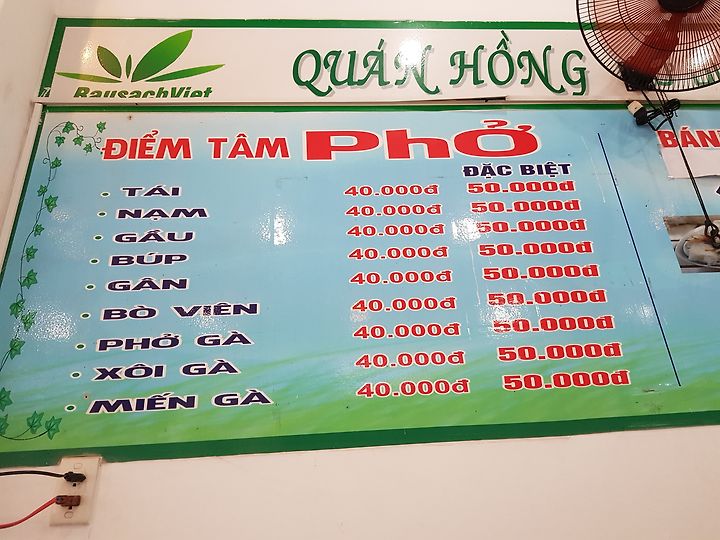 RausachViet
QUÁN HỒNG
ĐIỂM TÂM PHỞ
ĐẶC BIỆT
TÁI 40.000đ 50.000đ
NẠM 40.000đ 50.000đ
GẦU 40.000đ 50.000đ
BÚP 40.000đ 50.000đ
GÂN 40.000đ 50.000đ
BÒ VIÊN 40.000đ 50.000đ
PHỞ GÀ 40.000đ 50.000đ
XÔI GÀ 40.000đ 50.000đ
MIẾN GÀ 40.000đ 50.000đ
BÁN